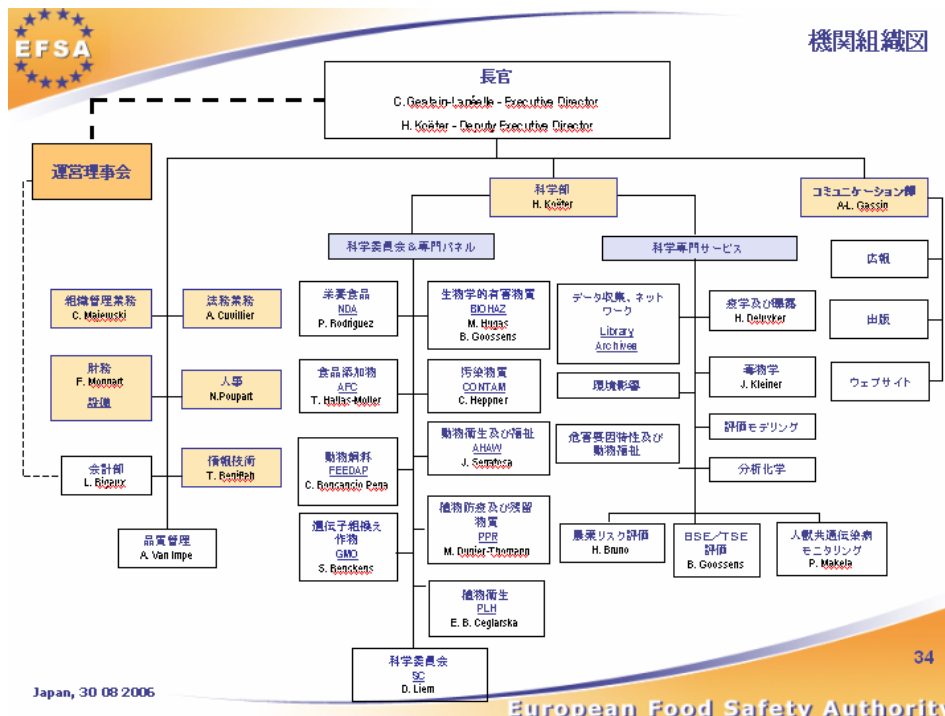 EFSA
機関組織図
長官
C. Geslain-Lanéelle - Executive Director
H. Koëter - Deputy Executive Director
運営理事会
科学部
H. Koëter
コミュニケーション部
A-L. Gassin
科学委員会＆専門パネル
科学専門サービス
広報
出版
ウェブサイト
組織管理業務
C. Majewski
法務業務
A. Cuvillier
財務
F. Monnart
設備
人事
N.Poupart
会計部
L. Rigaux
情報技術
T. Beniflah
品質管理
A. Van Impe
栄養食品
NDA
P. Rodriguez
生物学的有害物質
BIOHAZ
M. Hugas
B. Goossens
食品添加物
AFC
T. Hallas-Moller
汚染物質
CONTAM
C. Heppner
動物飼料
FEEDAP
C. Roncancio Pena
動物衛生及び福祉
AHAW
J. Serratosa
遺伝子組換え
作物
GMO
S. Renckens
植物防疫及び残留
物質
PPR
M. Dunier-Thomann
植物衛生
PLH
E. B. Ceglarska
科学委員会
SC
D. Liem
データ収集、ネット
ワーク
Library
Archives
疫学及び曝露
H. Deluyker
環境影響
毒物学
J. Kleiner
危害要因特性及び
動物福祉
評価モデリング
分析化学
農薬リスク評価
H. Bruno
BSE/TSE
評価
B. Goossens
人獣共通伝染病
モニタリング
P. Makela
34
Japan, 30 08 2006
European Food Safety Authority